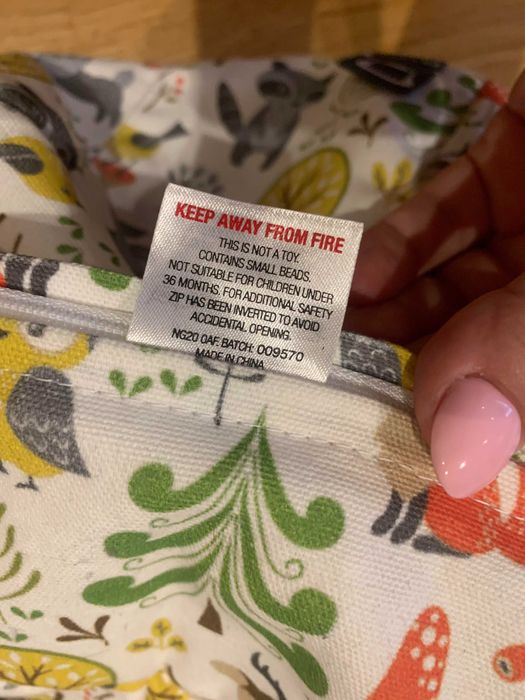 KEEP AWAY FROM FIRE
THIS IS NOT A TOY.
CONTAINS SMALL BEADS.
NOT SUITABLE FOR CHILDREN UNDER
36 MONTHS. FOR ADDITIONAL SAFETY
ZIP HAS BEEN INVERTED TO AVOID
ACCIDENTAL OPENING.
NG20 0AF. BATCH: 009570
MADE IN CHINA